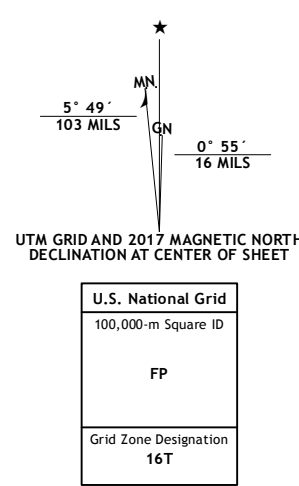 ★
MN.
5° 49´
103 MILS
GN
0° 55´
16 MILS
UTM GRID AND 2017 MAGNETIC NORTH
DECLINATION AT CENTER OF SHEET
U.S. National Grid
100,000-m Square ID
FP
Grid Zone Designation
16T